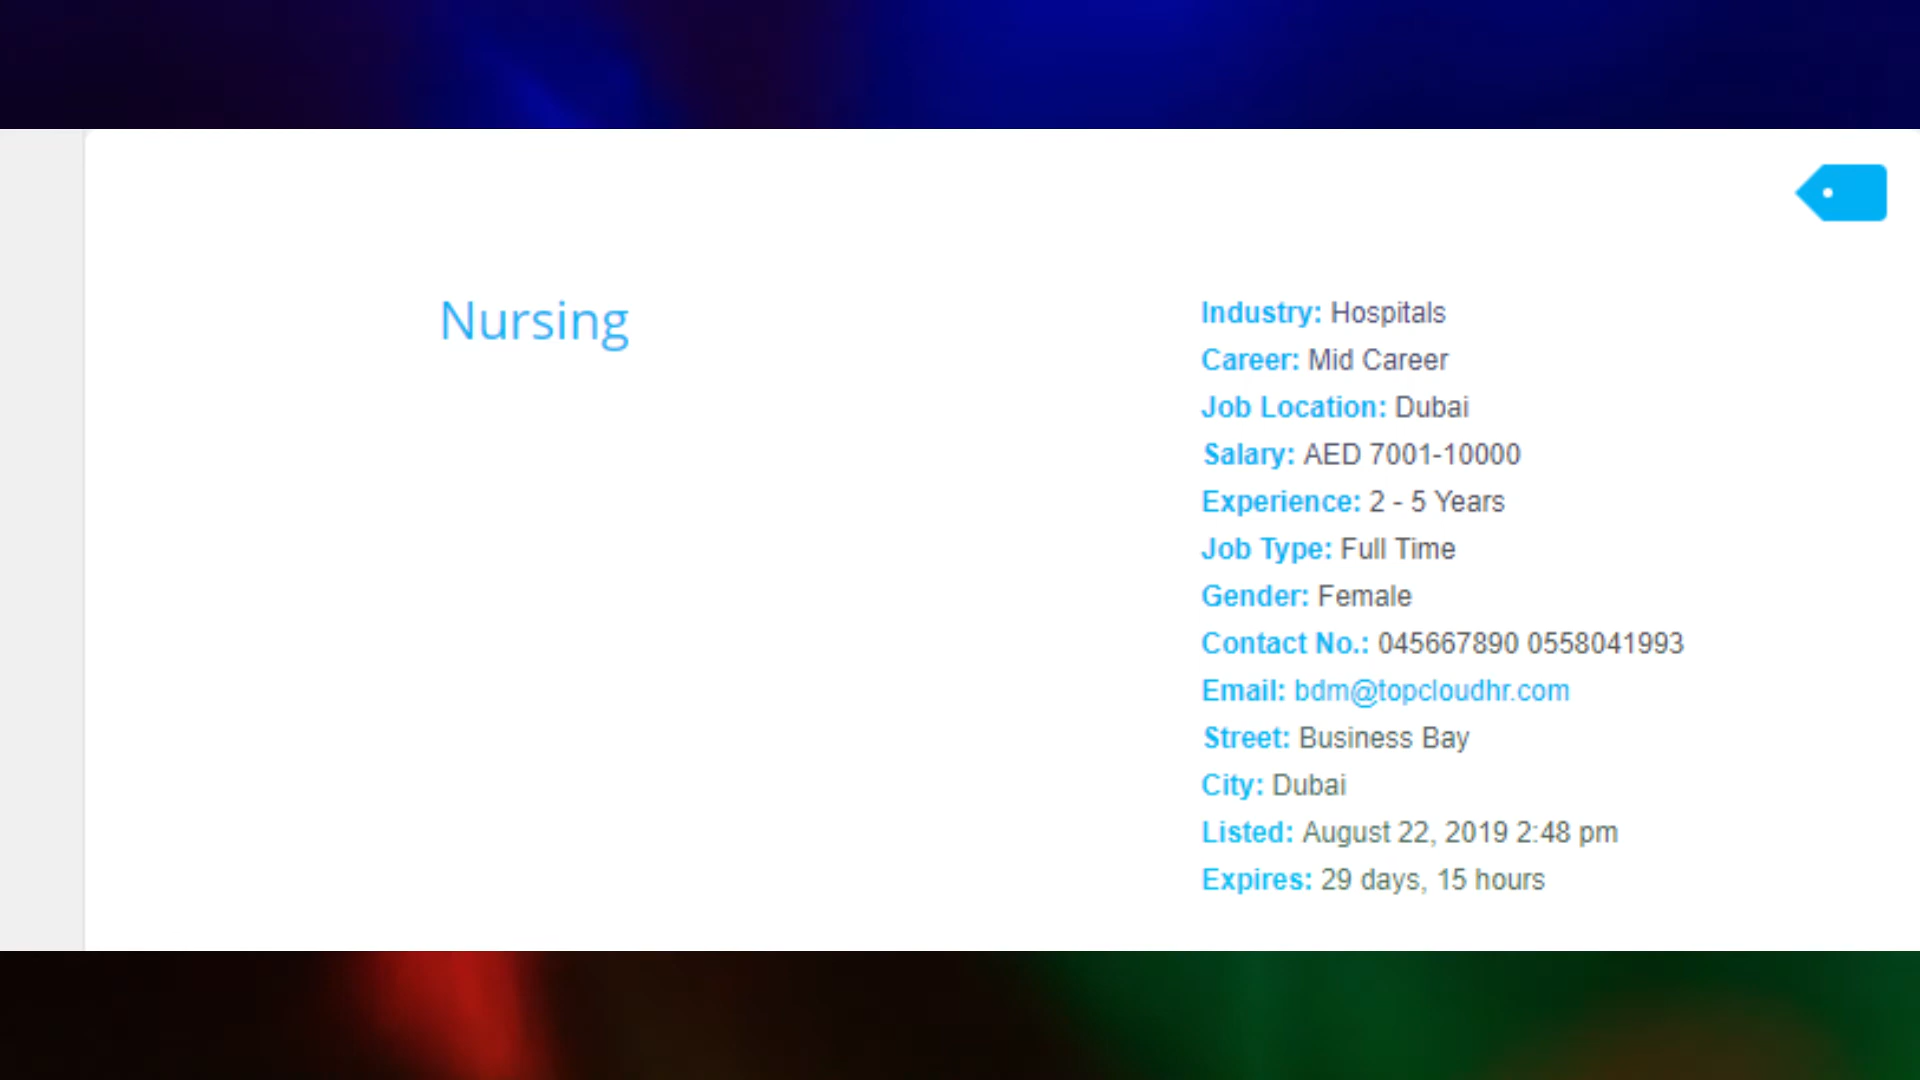 Nursing
Industry: Hospitals
Career: Mid Career
Job Location: Dubai
Salary: AED 7001-10000
Experience: 2 - 5 Years
Job Type: Full Time
Gender: Female
Contact No.: 045667890 0558041993
Email: bdm@topcloudhr.com
Street: Business Bay
City: Dubai
Listed: August 22, 2019 2:48 pm
Expires: 29 days, 15 hours